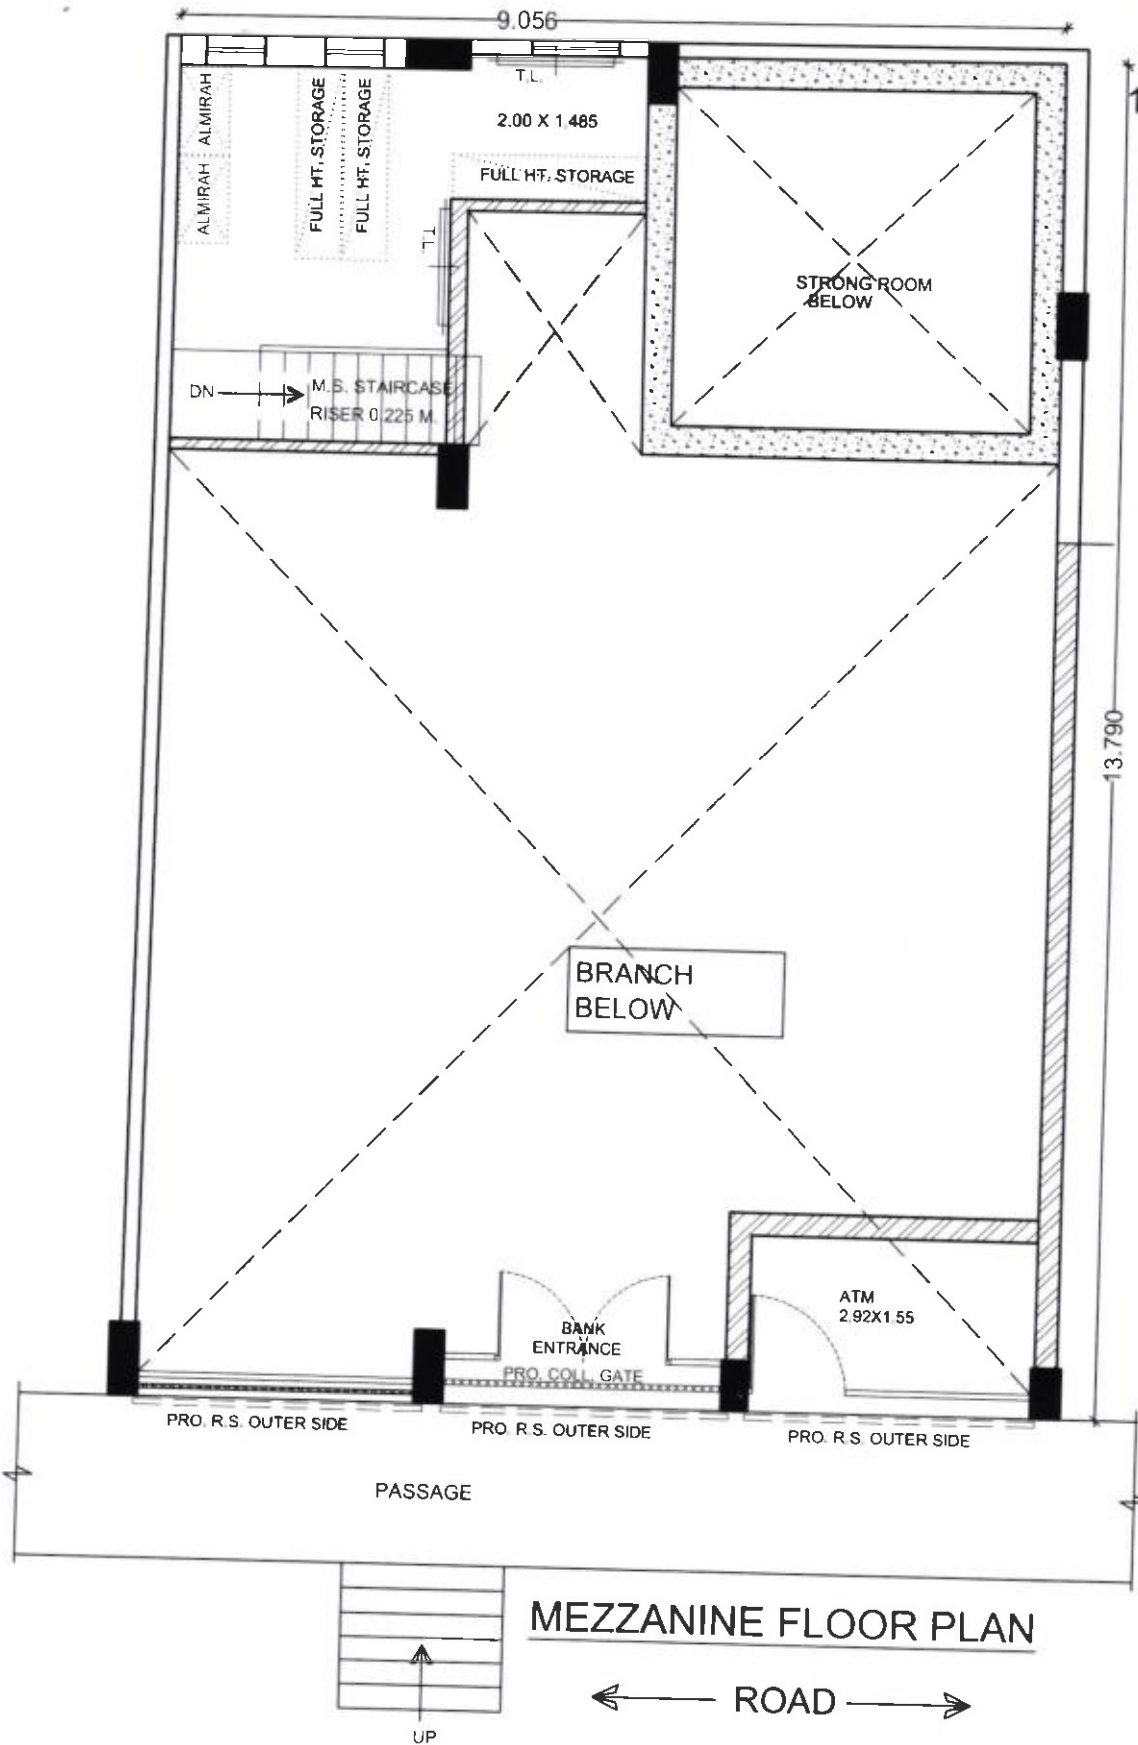 9.056
T.L.
2.00 X 1.485
ALMIRAH
ALMIRAH
FULL HT. STORAGE
FULL HT. STORAGE
FULL HT. STORAGE
T.L.
STRONG ROOM
BELOW
DN
M.S. STAIRCASE
RISER 0.225 M.
13.790
BRANCH
BELOW
ATM
2.92X1.55
BANK
ENTRANCE
PRO. COLL. GATE
PRO. R.S. OUTER SIDE
PRO. R.S. OUTER SIDE
PRO. R.S. OUTER SIDE
PASSAGE
MEZZANINE FLOOR PLAN
ROAD
UP